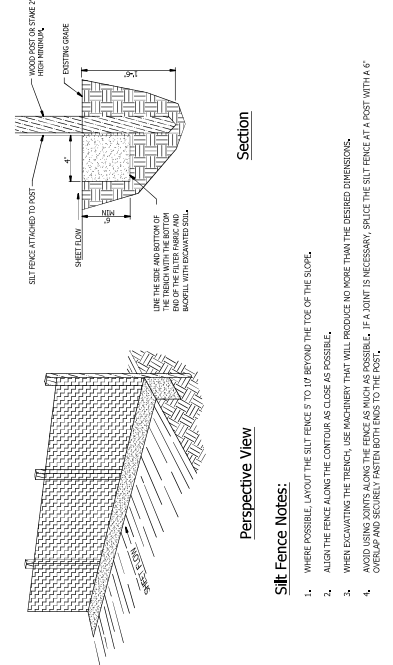 WOOD POST OR STAKE 2'
HIGH MINIMUM.
EXISTING GRADE
SILT FENCE ATTACHED TO POST
SHEET FLOW
4"
6"
MIN
1'-6"
LINE THE SIDE AND BOTTOM OF
THE TRENCH WITH THE BOTTOM
END OF THE FILTER FABRIC AND
BACKFILL WITH EXCAVATED SOIL.
Section
SHEET FLOW
Perspective View
Silt Fence Notes:
1. WHERE POSSIBLE, LAYOUT THE SILT FENCE 5' TO 10' BEYOND THE TOE OF THE SLOPE.
2. ALIGN THE FENCE ALONG THE CONTOUR AS CLOSE AS POSSIBLE.
3. WHEN EXCAVATING THE TRENCH, USE MACHINERY THAT WILL PRODUCE NO MORE THAN THE DESIRED DIMENSIONS.
4. AVOID USING JOINTS ALONG THE FENCE AS MUCH AS POSSIBLE. IF A JOINT IS NECESSARY, SPLICE THE SILT FENCE AT A POST WITH A 6"
OVERLAP AND SECURELY FASTEN BOTH ENDS TO THE POST.